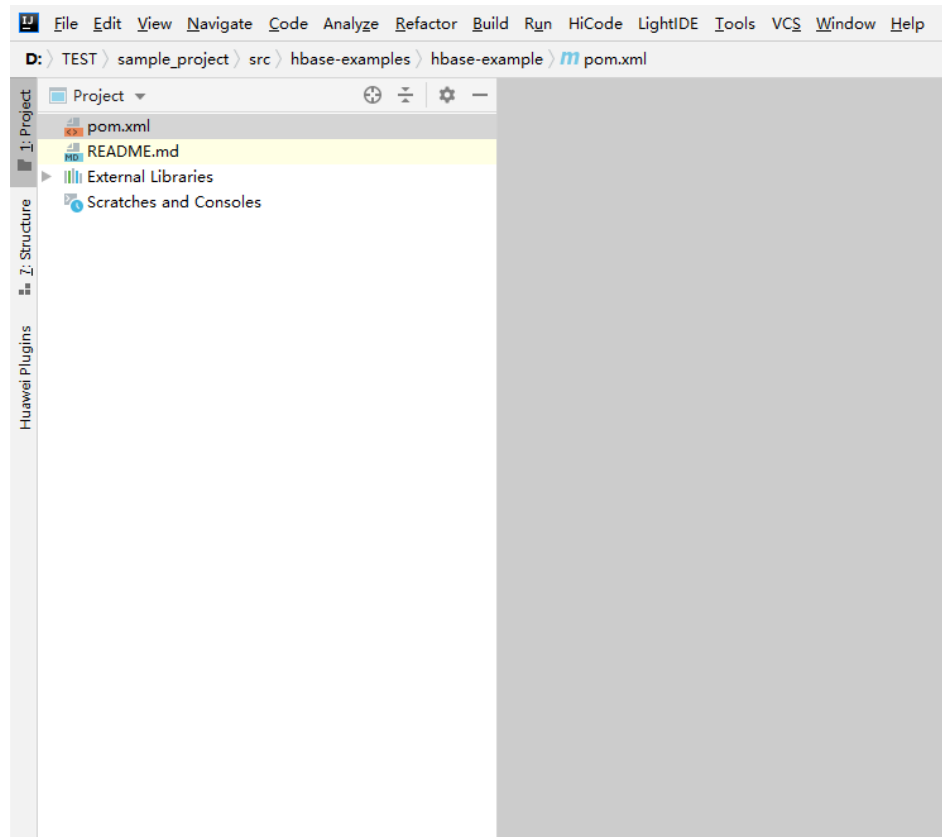 IJ File Edit View Navigate Code Analyze Refactor Build Run HiCode LightIDE Tools VCS Window Help
D: 〉 TEST 〉 sample_project 〉 src 〉 hbase-examples 〉 hbase-example 〉 m pom.xml
Project
pom.xml
MD README.md
External Libraries
Scratches and Consoles
1: Project
7: Structure
Huawei Plugins